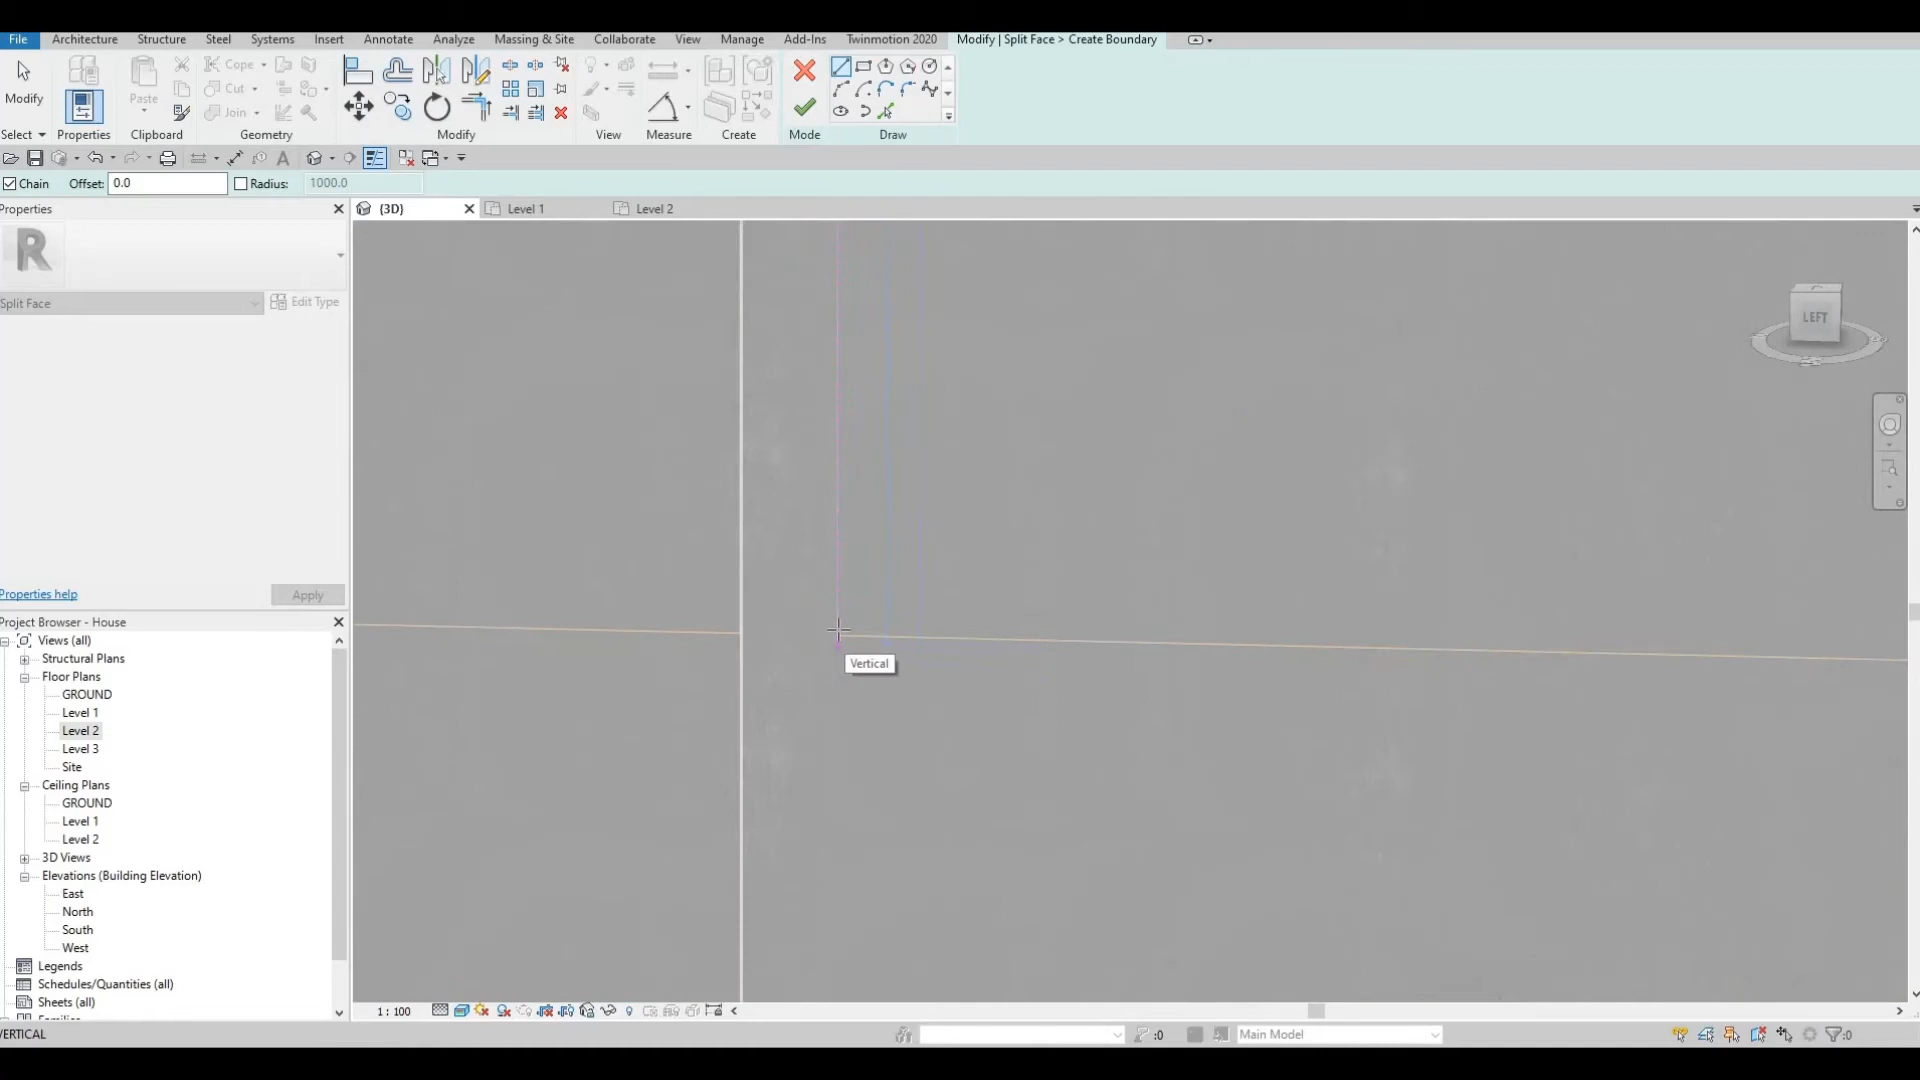 File Architecture Structure Steel Systems Insert Annotate Analyze Massing & Site Collaborate View Manage Add-Ins Twinmotion 2020 Modify | Split Face > Create Boundary
Modify
Paste
Cope
Cut
Join
Select Properties Clipboard Geometry Modify View Measure Create Mode Draw
Chain Offset: 0.0 Radius: 1000.0
Properties
{3D} Level 1 Level 2
R
Split Face Edit Type
LEFT
Properties help Apply
Project Browser - House
Views (all)
Structural Plans
Floor Plans
GROUND
Level 1
Level 2
Level 3
Site
Ceiling Plans
GROUND
Level 1
Level 2
3D Views
Elevations (Building Elevation)
East
North
South
West
Legends
Schedules/Quantities (all)
Sheets (all)
Vertical
1 : 100
VERTICAL
:0
Main Model
:0